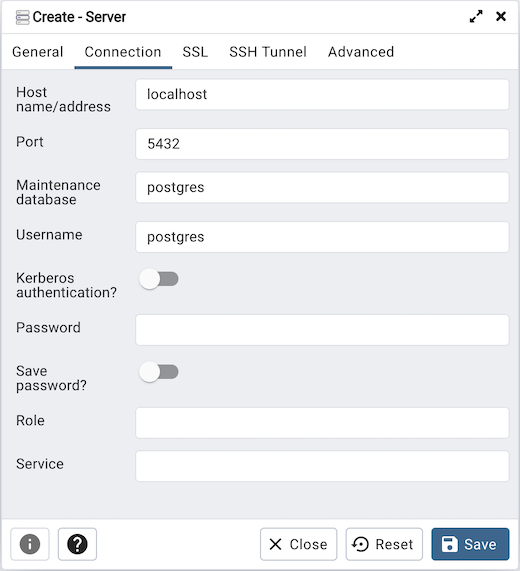 Create - Server
General Connection SSL SSH Tunnel Advanced
Host
name/address
localhost
Port
5432
Maintenance
database
postgres
Username
postgres
Kerberos
authentication?
Password
Save
password?
Role
Service
Close Reset Save